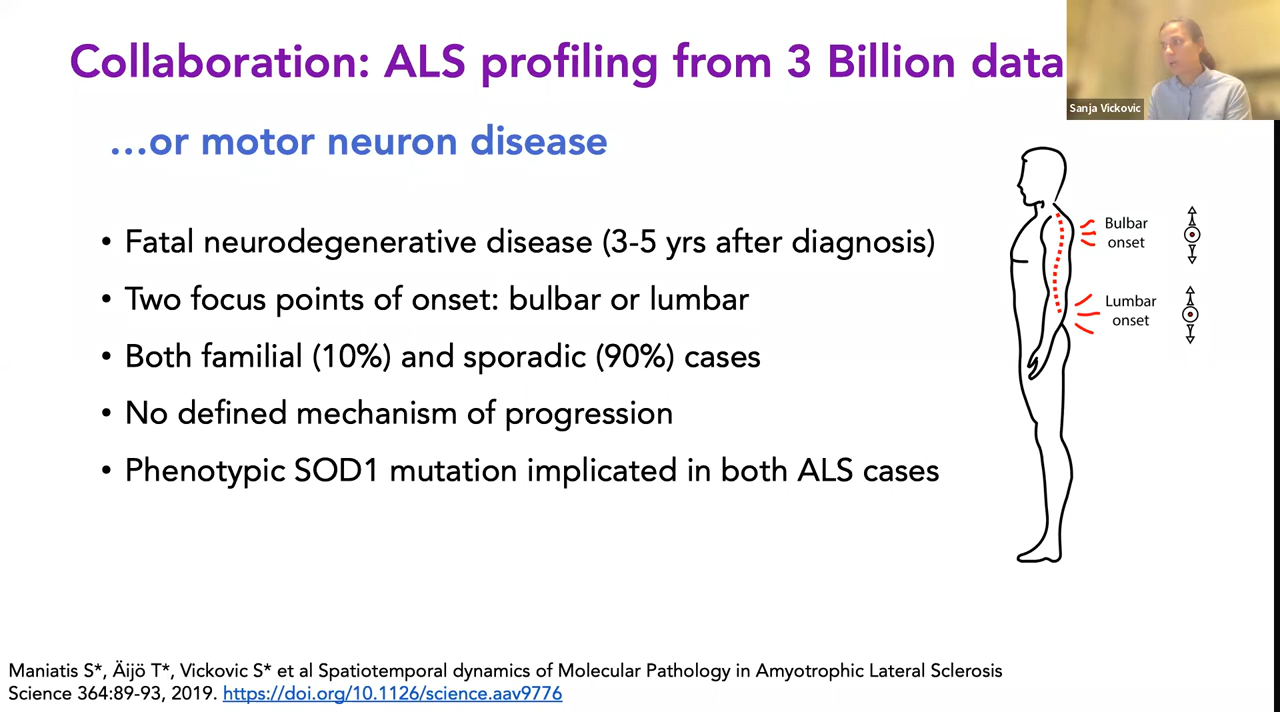 Collaboration: ALS profiling from 3 Billion data
Sanja Vickovic
...or motor neuron disease
• Fatal neurodegenerative disease (3-5 yrs after diagnosis)
• Two focus points of onset: bulbar or lumbar
• Both familial (10%) and sporadic (90%) cases
• No defined mechanism of progression
• Phenotypic SOD1 mutation implicated in both ALS cases
Bulbar
onset
Lumbar
onset
Maniatis S*, Äijö T*, Vickovic S* et al Spatiotemporal dynamics of Molecular Pathology in Amyotrophic Lateral Sclerosis
Science 364:89-93, 2019. https://doi.org/10.1126/science.aav9776